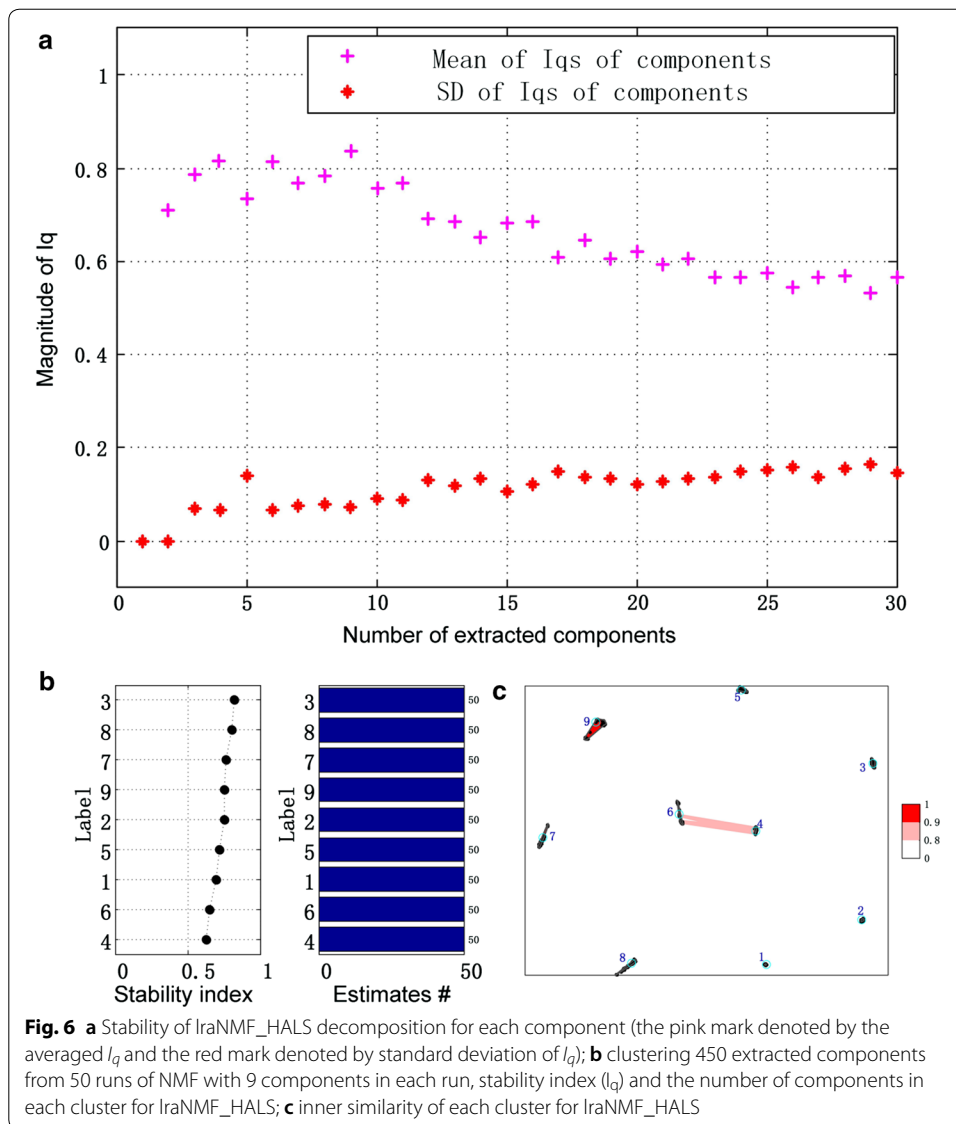 a
Mean of Iqs of components
SD of Iqs of components
1
0.8
0.6
0.4
0.2
0
Magnitude of Iq
0 5 10 15 20 25 30
Number of extracted components
b
Label
3
8
7
9
2
5
1
6
4
0 0.5 1
Stability index
Label
3
8
7
9
2
5
1
6
4
50
50
50
50
50
50
50
50
50
0 50
Estimates #
c
5
9
3
6
4
7
2
8
1
1
0.9
0.8
0
Fig. 6 a Stability of lraNMF_HALS decomposition for each component (the pink mark denoted by the
averaged Iq and the red mark denoted by standard deviation of Iq); b clustering 450 extracted components
from 50 runs of NMF with 9 components in each run, stability index (Iq) and the number of components in
each cluster for lraNMF_HALS; c inner similarity of each cluster for lraNMF_HALS